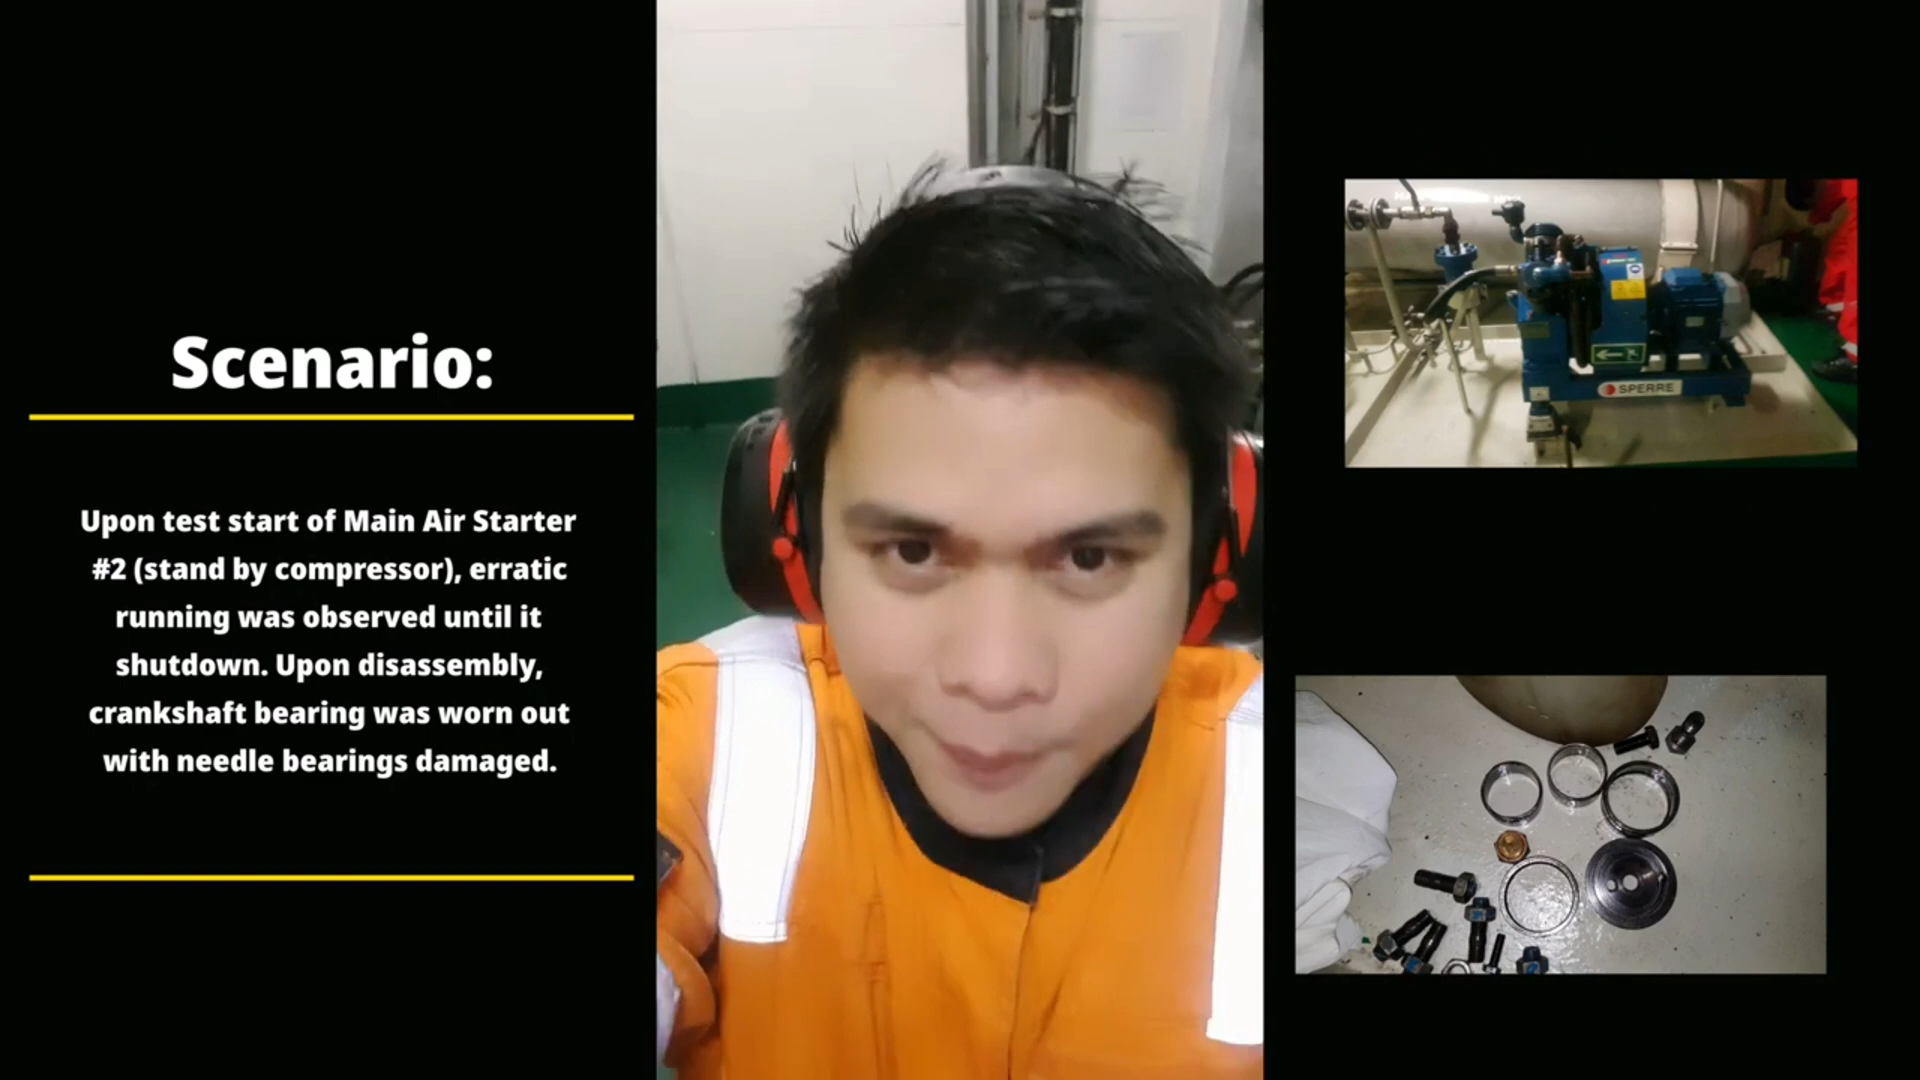 Scenario:
Upon test start of Main Air Starter
#2 (stand by compressor), erratic
running was observed until it
shutdown. Upon disassembly,
crankshaft bearing was worn out
with needle bearings damaged.
SPERRE